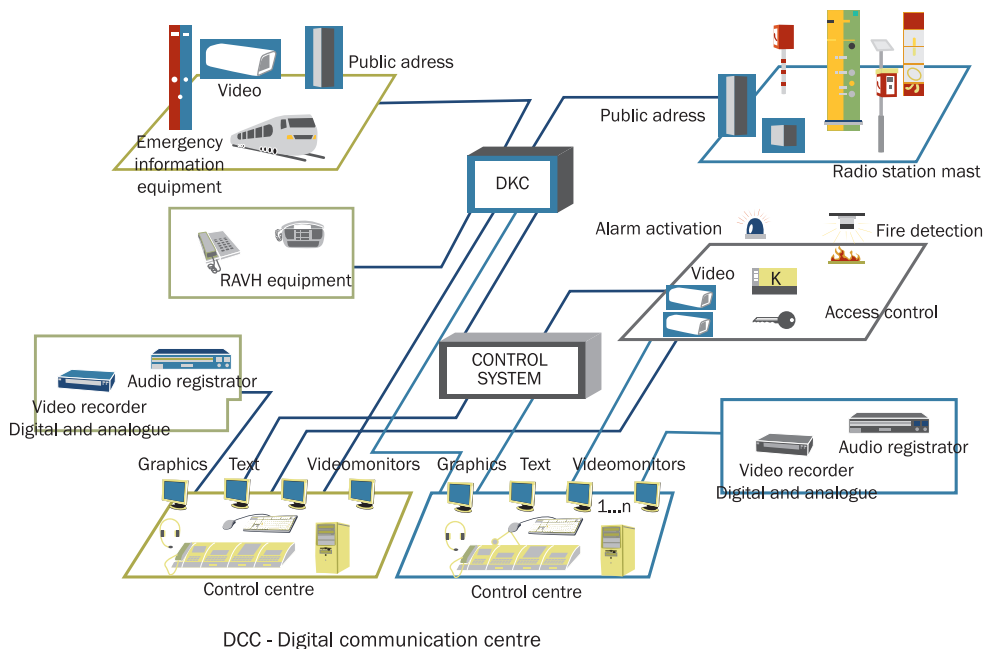 Public adress
Video
Emergency
information
equipment
Public adress
Radio station mast
DKC
RAVH equipment
Alarm activation
Fire detection
Video
K
Access control
CONTROL
SYSTEM
Audio registrator
Video recorder
Digital and analogue
Audio registrator
Video recorder
Digital and analogue
Graphics
Text
Videomonitors
Graphics
Text
Videomonitors
1...n
Control centre
Control centre
DCC - Digital communication centre